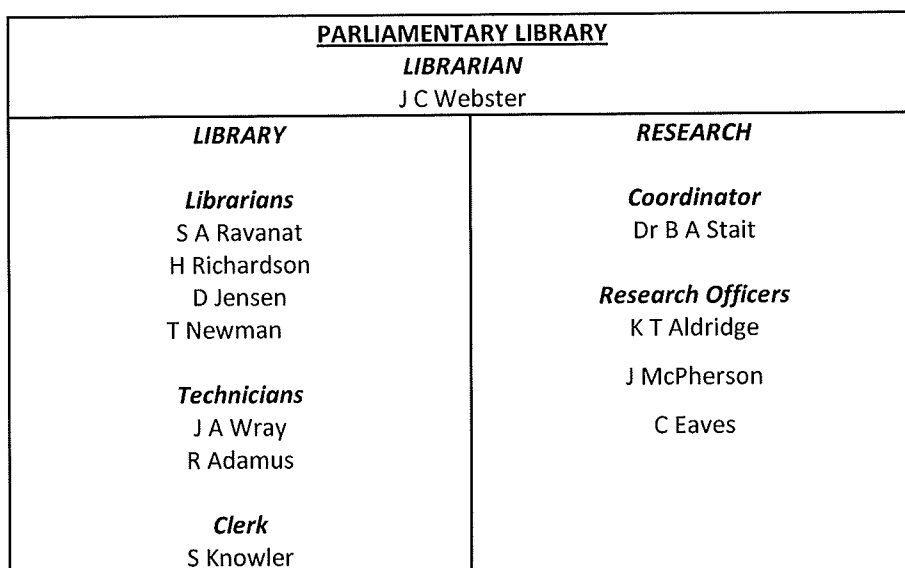 PARLIAMENTARY LIBRARY
LIBRARIAN
J C Webster
LIBRARY
Librarians
S A Ravanat
H Richardson
D Jensen
T Newman
Technicians
J A Wray
R Adamus
Clerk
S Knowler
RESEARCH
Coordinator
Dr B A Stait
Research Officers
K T Aldridge
J McPherson
C Eaves